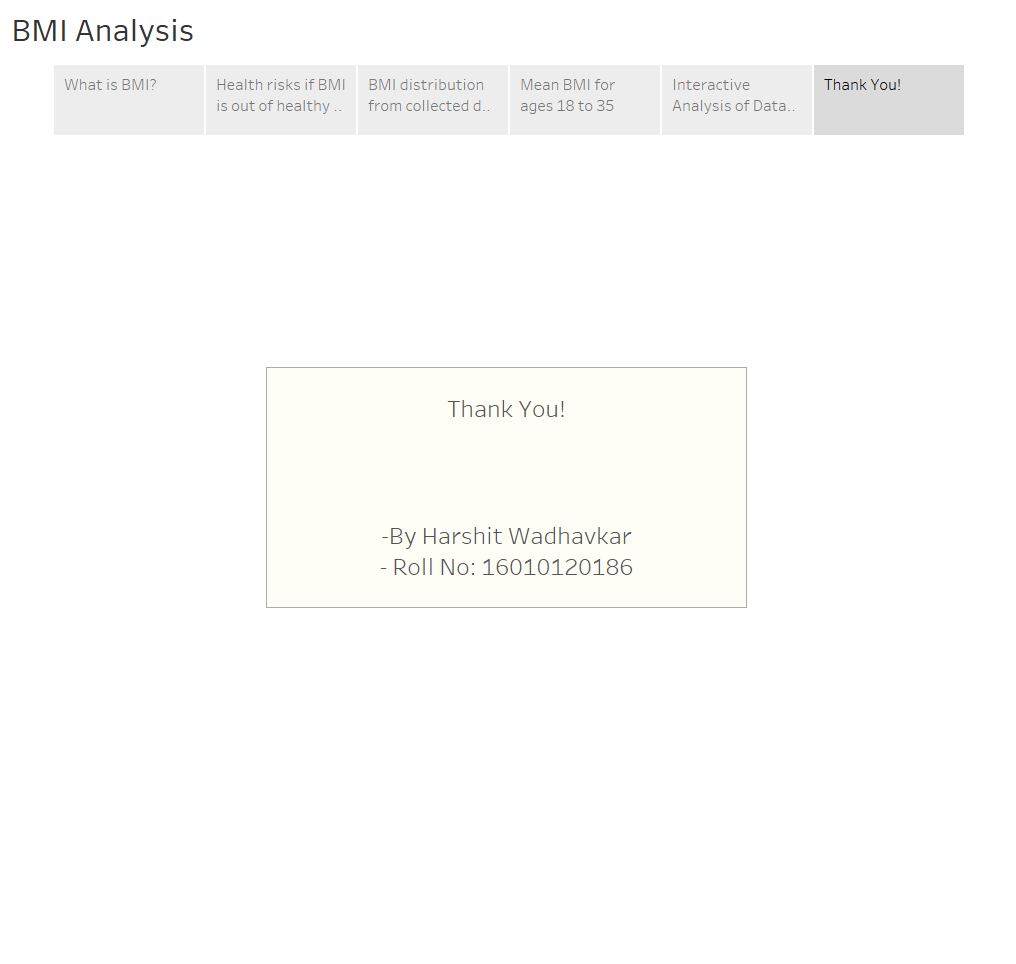 BMI Analysis
What is BMI?
Health risks if BMI
is out of healthy ..
BMI distribution
from collected d..
Mean BMI for
ages 18 to 35
Interactive
Analysis of Data..
Thank You!
Thank You!
-By Harshit Wadhavkar
- Roll No: 16010120186